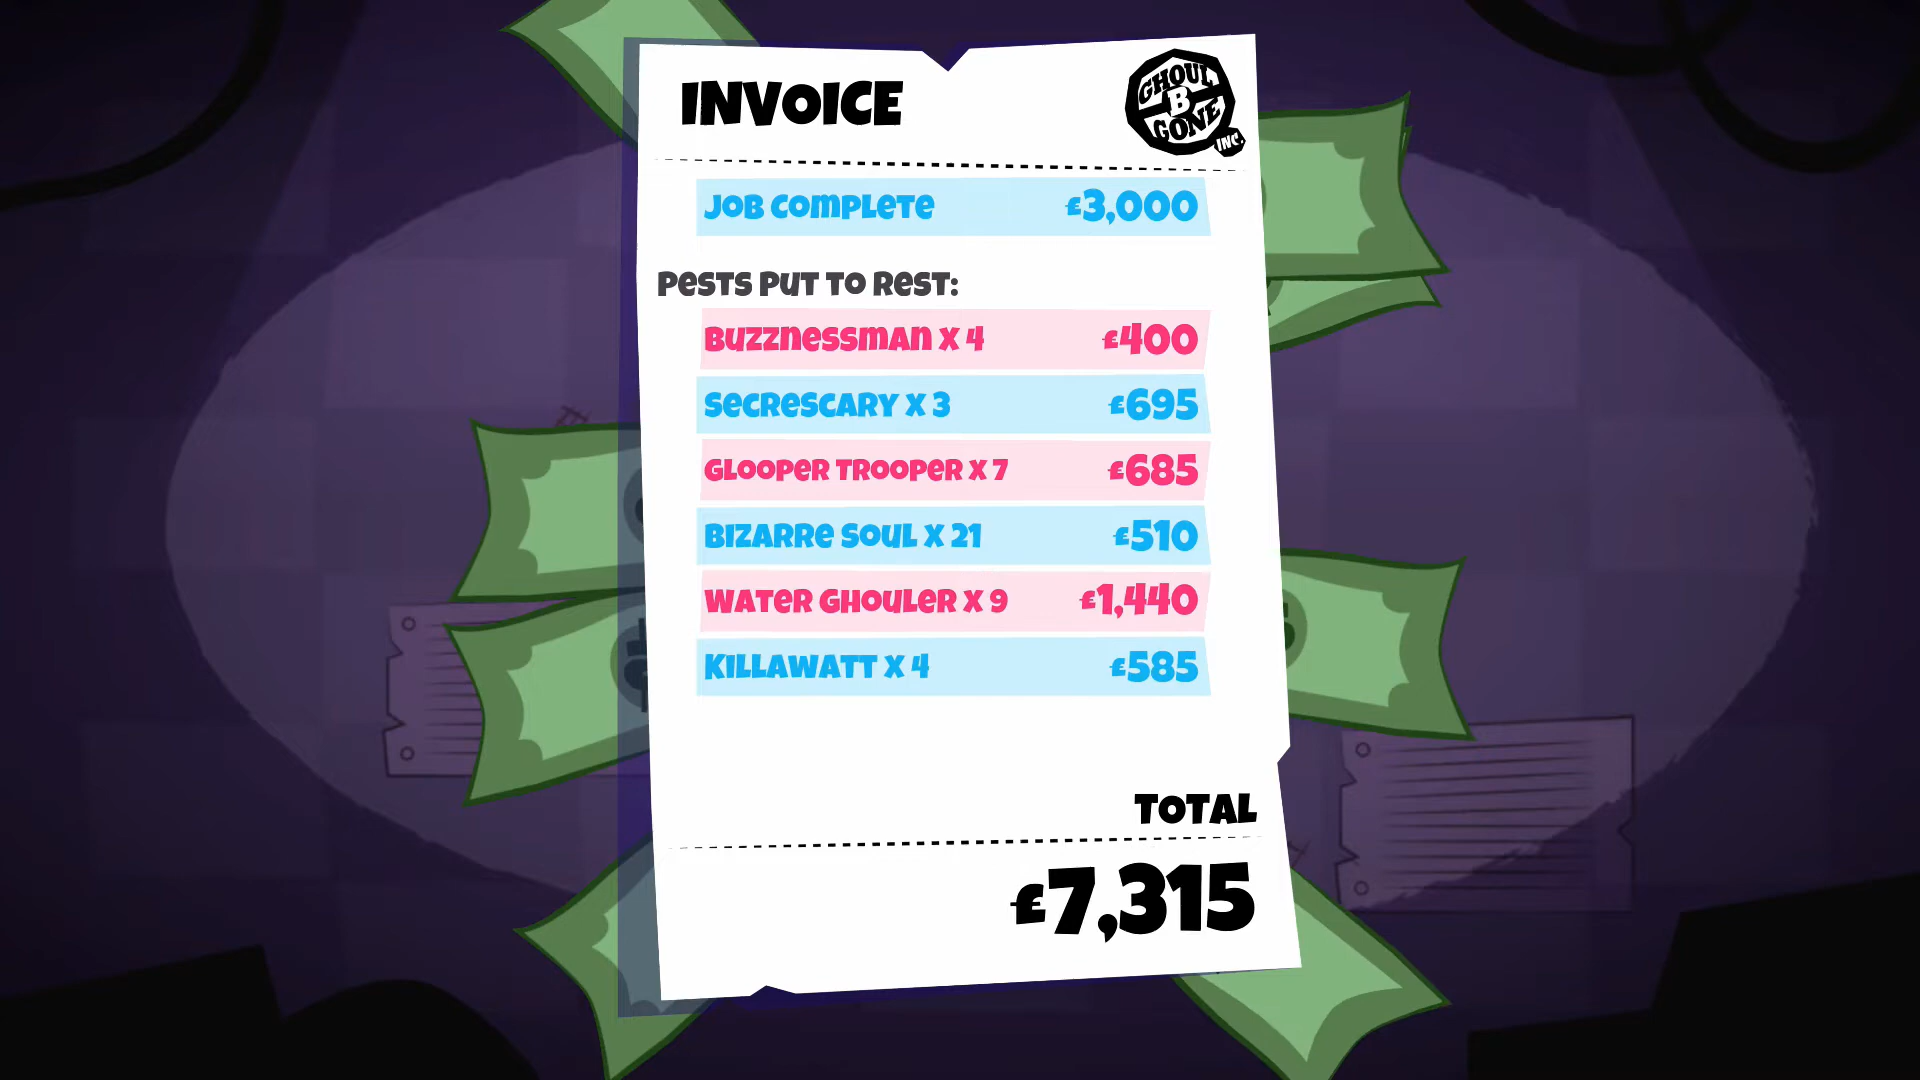 INVOICE
GHOUL
B
GONE
INC.
JOB COMPLETE £3,000
PESTS PUT TO REST:
BUZZNESSMAN X 4 £400
SECRESCARY X 3 £695
GLOOPER TROOPER X 7 £685
BIZARRE SOUL X 21 £510
WATER GHOULER X 9 £1,440
KILLAWATT X 4 £585
TOTAL
£7,315